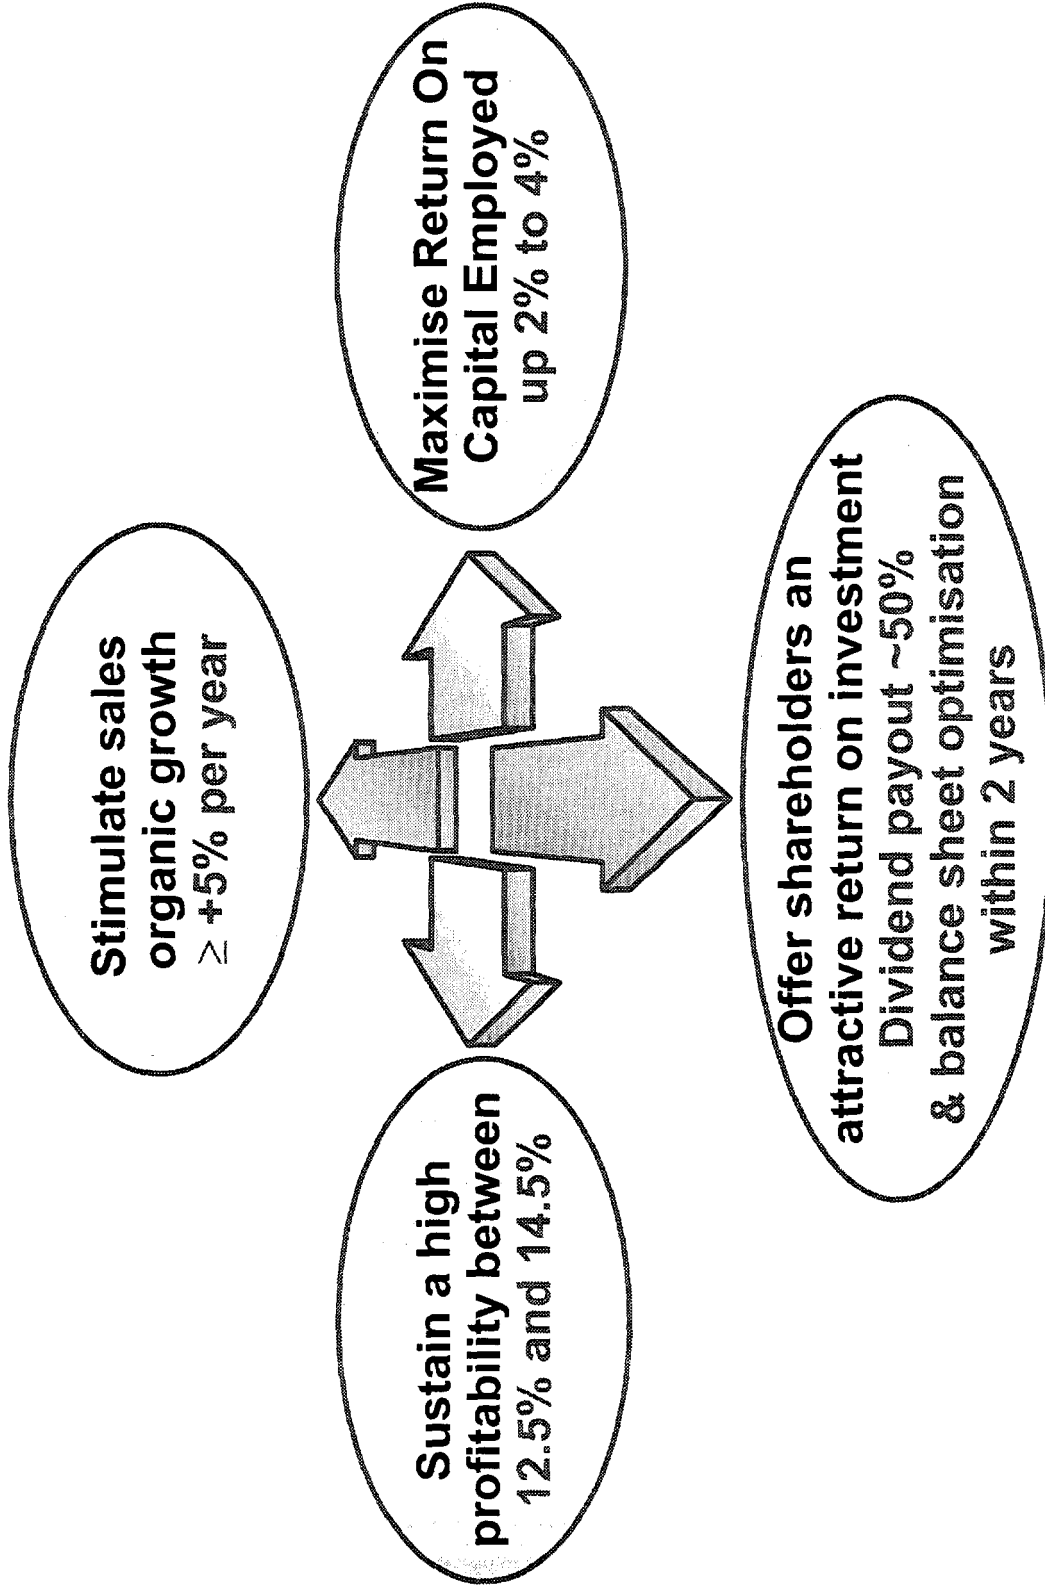 Stimulate sales
organic growth
≥ +5% per year
Sustain a high
profitability between
12.5% and 14.5%
Maximise Return On
Capital Employed
up 2% to 4%
Offer shareholders an
attractive return on investment
Dividend payout ~50%
& balance sheet optimisation
within 2 years